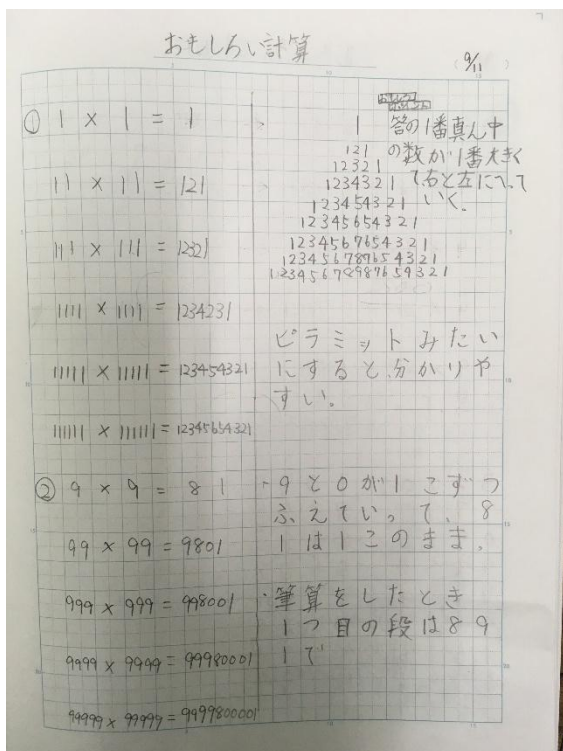 おもしろい計算
9/11
① 1 × 1 = 1
11 × 11 = 121
111 × 111 = 12321
1111 × 1111 = 1234231
11111 × 11111 = 123454321
111111 × 111111 = 12345654321
1
121
12321
1234321
123454321
12345654321
1234567654321
123456787654321
12345678987654321
ポイント
答の1番真ん中
の数が1番大きく
て右と左にへって
いく。
ピラミットみたい
にすると分かりや
すい。
② 9 × 9 = 81
99 × 99 = 9801
999 × 999 = 998001
9999 × 9999 = 99980001
99999 × 99999 = 9999800001
・9と0が1こずつ
ふえていって、8
1は1このまま。
・筆算をしたとき
1つ目の段は89
1で